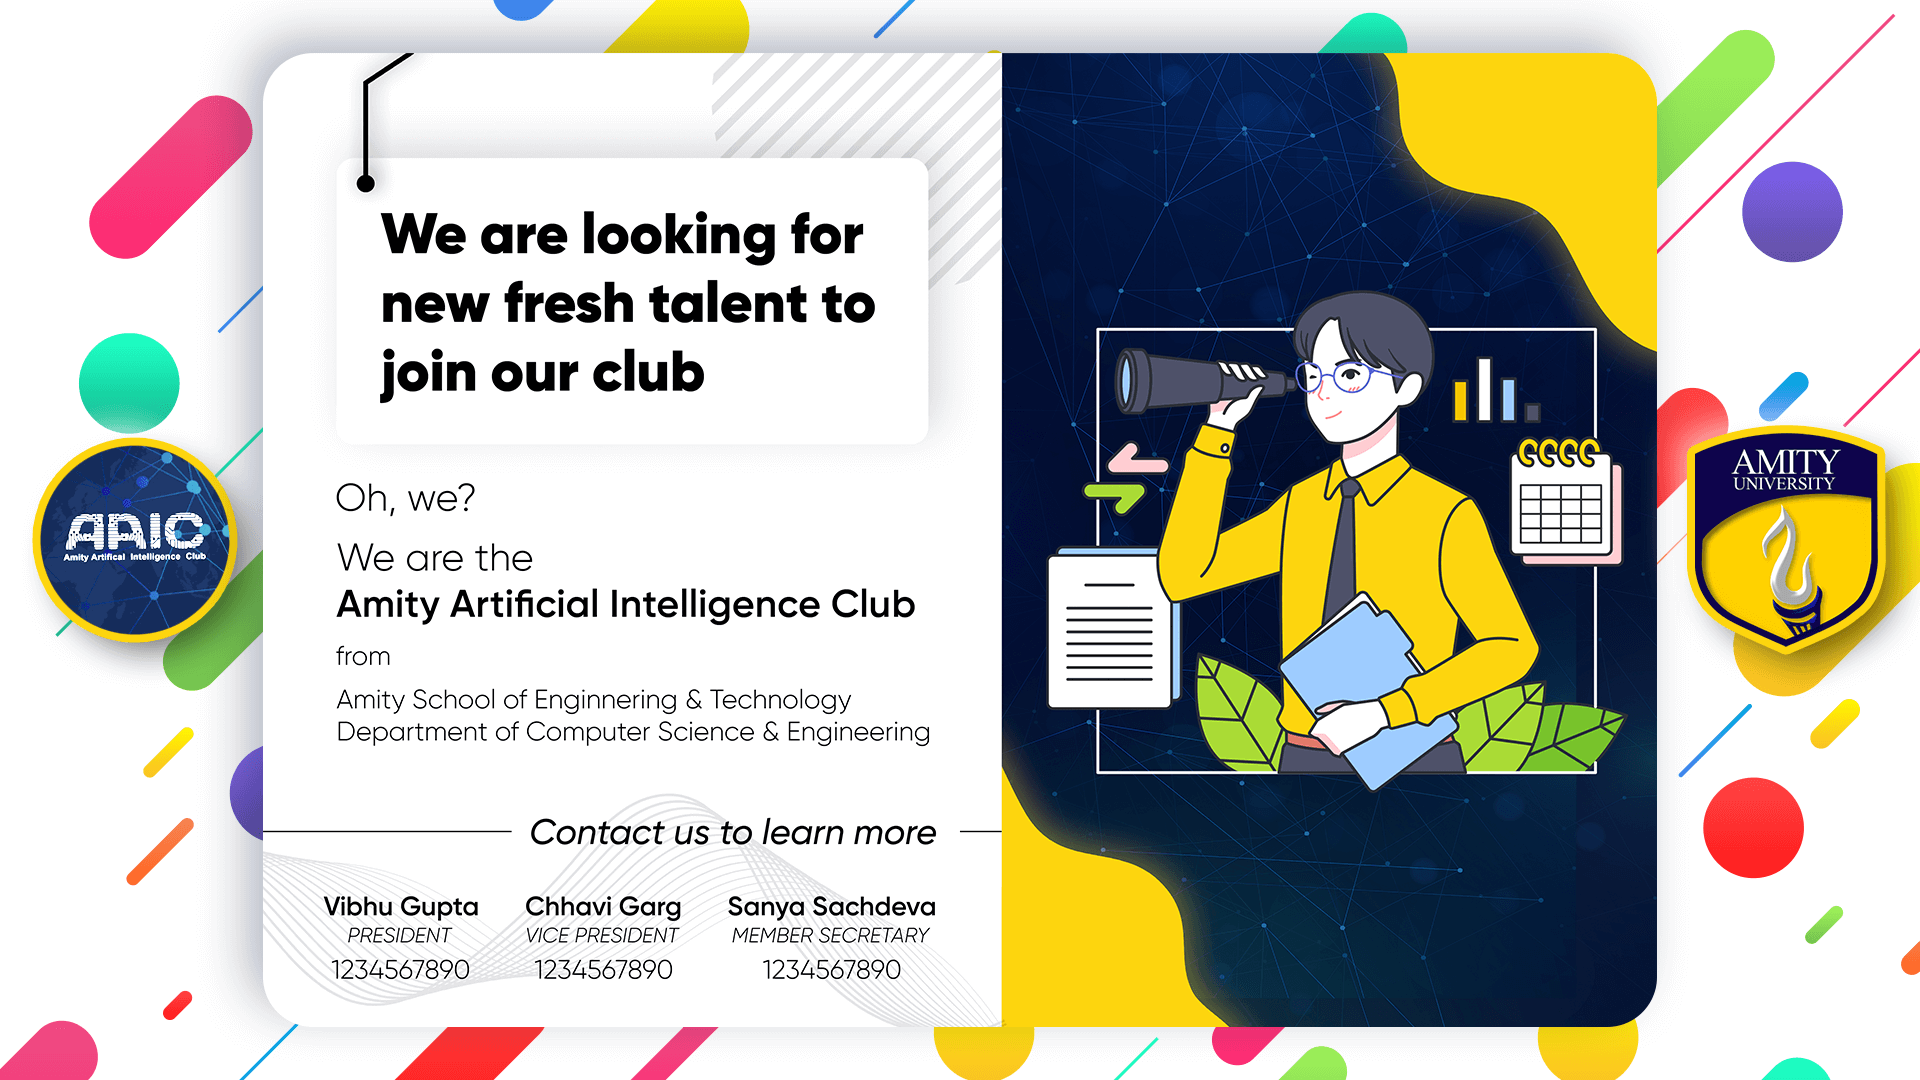 We are looking for
new fresh talent to
join our club
Oh, we?
We are the
Amity Artificial Intelligence Club
from
Amity School of Enginnering & Technology
Department of Computer Science & Engineering
Contact us to learn more
Vibhu Gupta
PRESIDENT
1234567890
Chhavi Garg
VICE PRESIDENT
1234567890
Sanya Sachdeva
MEMBER SECRETARY
1234567890
AAIC
Amity Artifical Intelligence Club
AMITY
UNIVERSITY